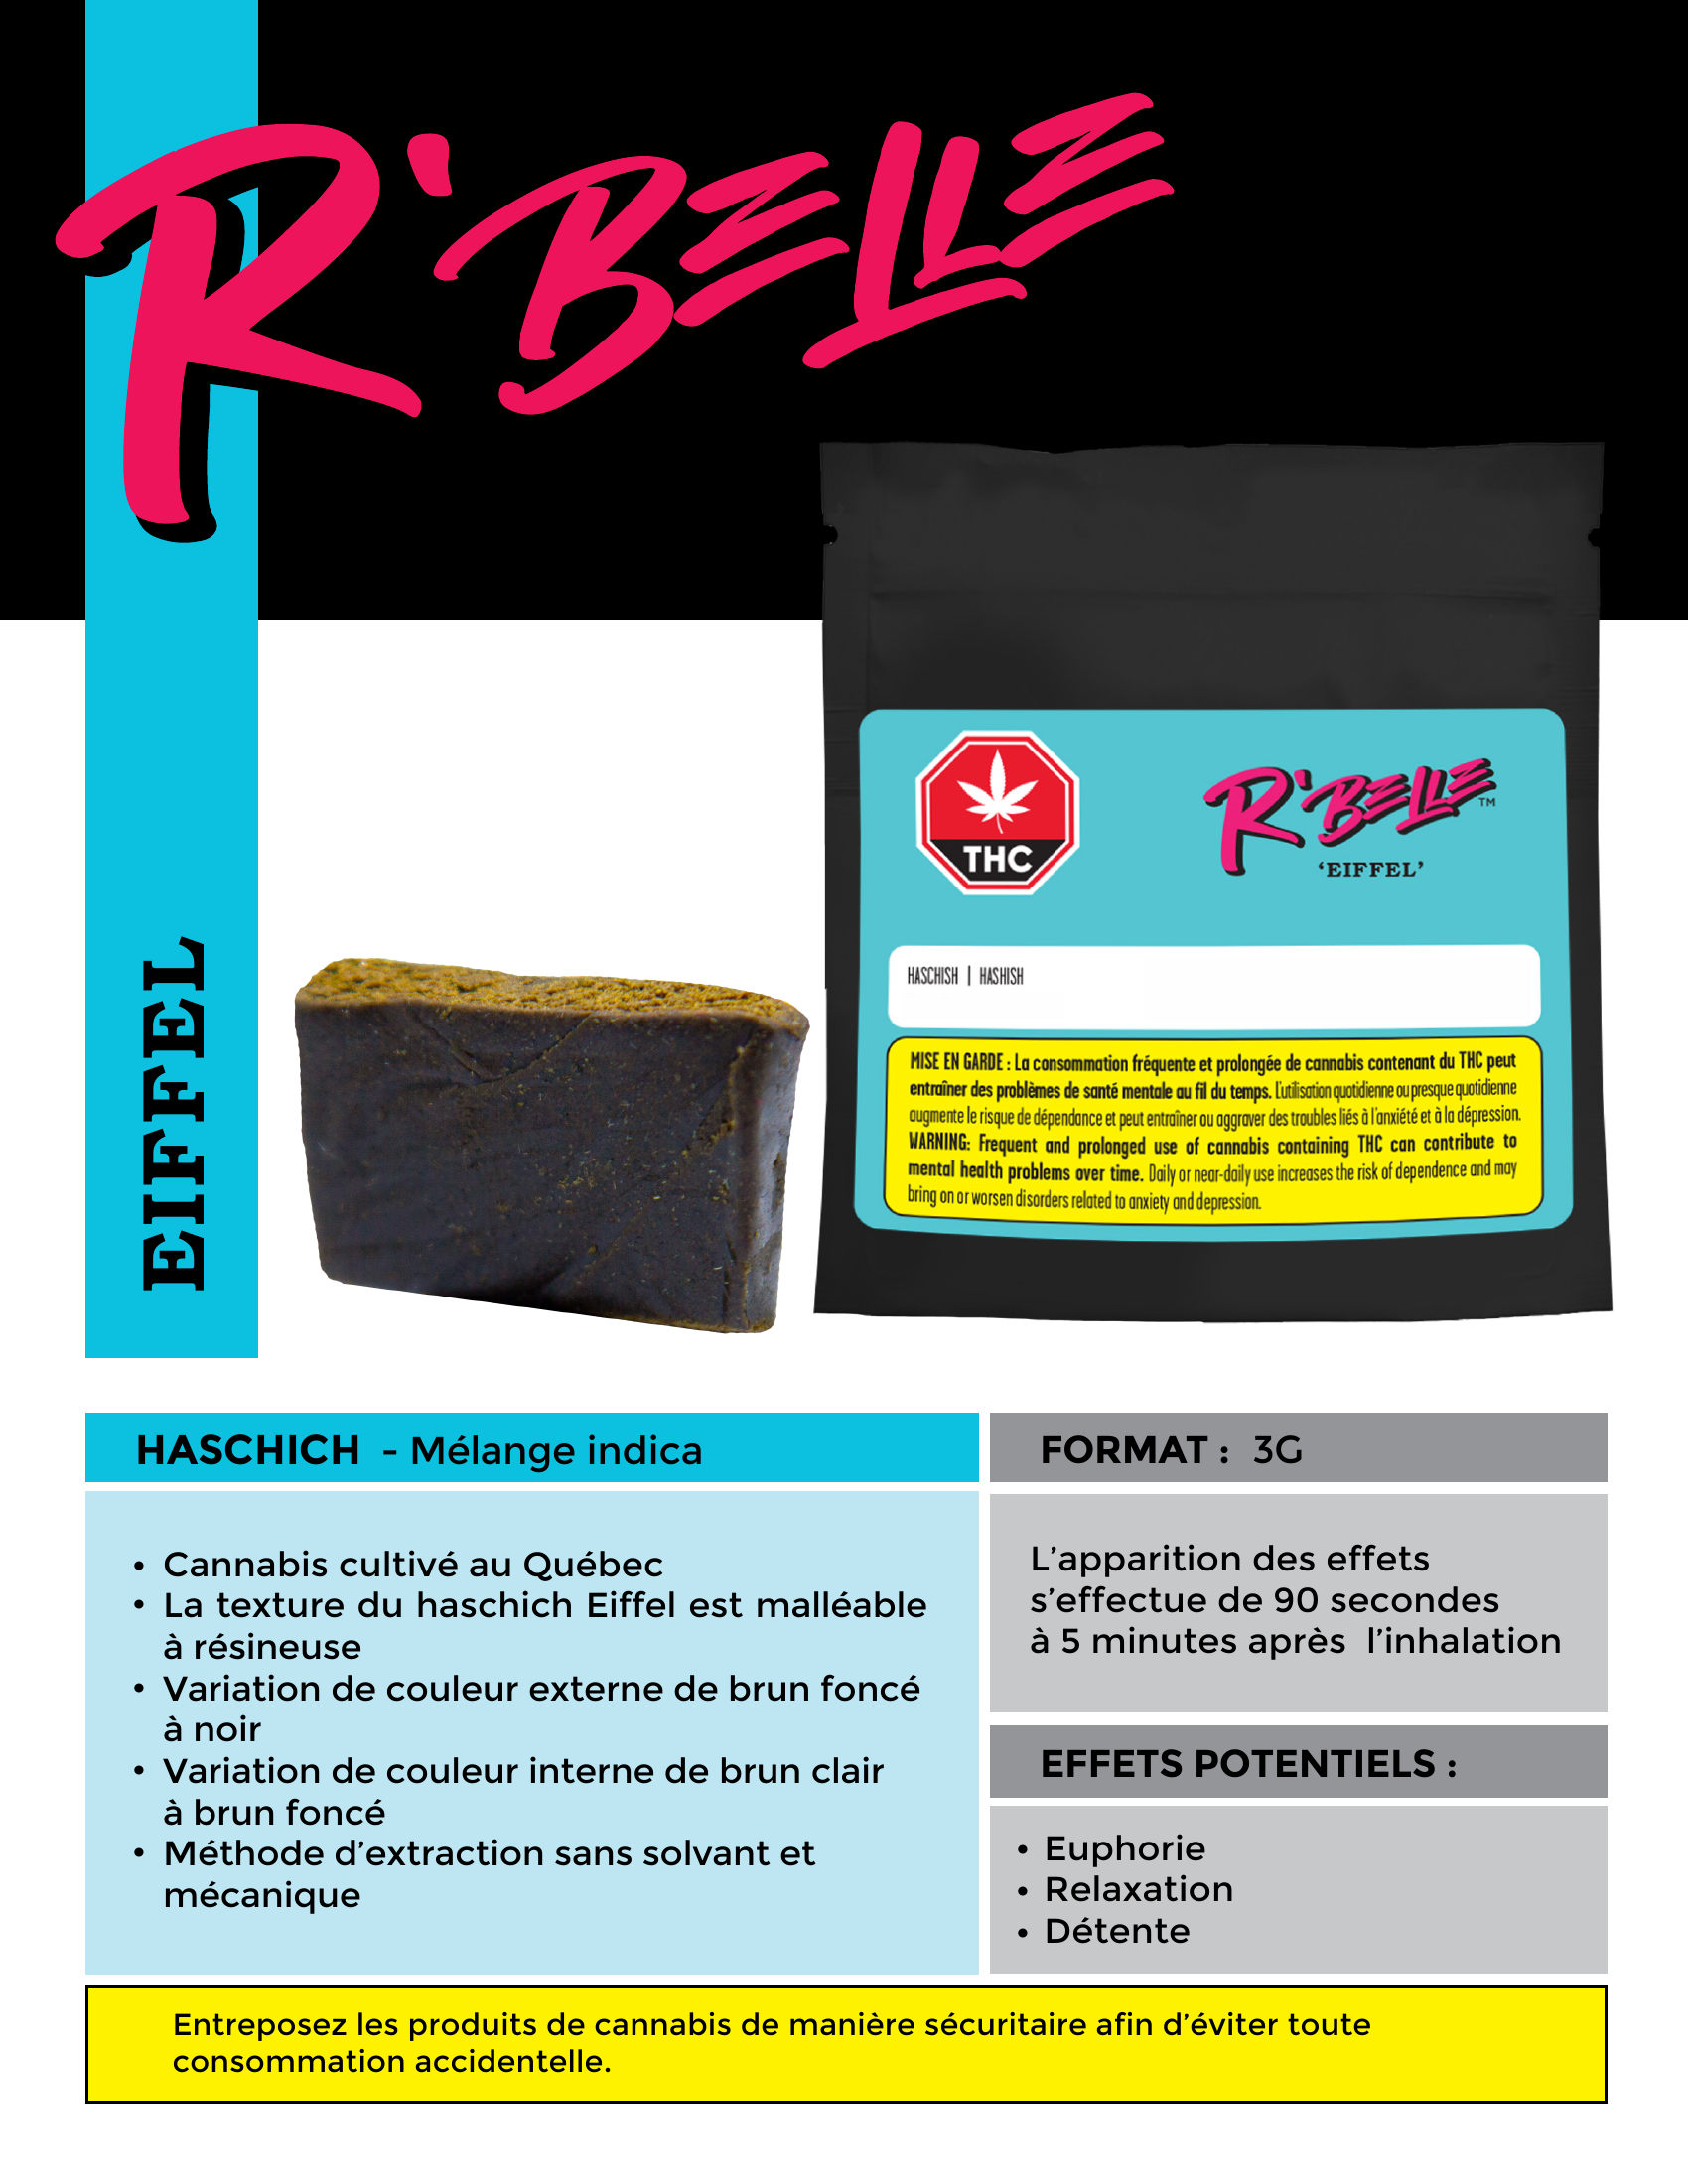 R'BELLE
EIFFEL
THC
R'BELLE™
‘EIFFEL’
HASCHISH | HASHISH
MISE EN GARDE : La consommation fréquente et prolongée de cannabis contenant du THC peut
entraîner des problèmes de santé mentale au fil du temps. L'utilisation quotidienne ou presque quotidienne
augmente le risque de dépendance et peut entraîner ou aggraver des troubles liés à l'anxiété et à la dépression.
WARNING: Frequent and prolonged use of cannabis containing THC can contribute to
mental health problems over time. Daily or near-daily use increases the risk of dependence and may
bring on or worsen disorders related to anxiety and depression.
HASCHICH - Mélange indica
• Cannabis cultivé au Québec
• La texture du haschich Eiffel est malléable
à résineuse
• Variation de couleur externe de brun foncé
à noir
• Variation de couleur interne de brun clair
à brun foncé
• Méthode d’extraction sans solvant et
mécanique
FORMAT : 3G
L’apparition des effets
s’effectue de 90 secondes
à 5 minutes après l’inhalation
EFFETS POTENTIELS :
• Euphorie
• Relaxation
• Détente
Entreposez les produits de cannabis de manière sécuritaire afin d’éviter toute
consommation accidentelle.